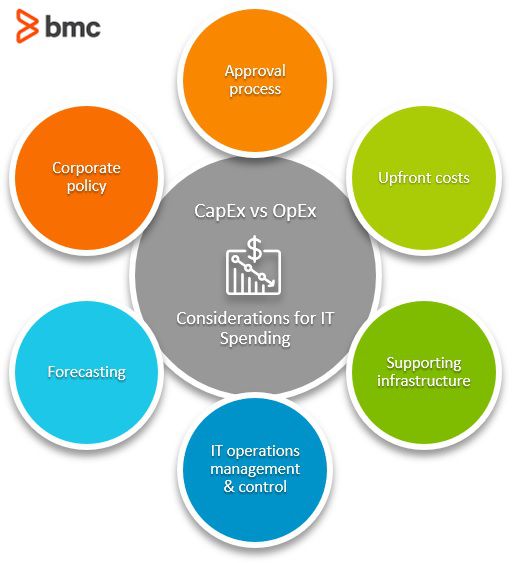 bmc
Approval
process
Corporate
policy
Upfront costs
CapEx vs OpEx
$
Considerations for IT
Spending
Forecasting
Supporting
infrastructure
IT operations
management
& control